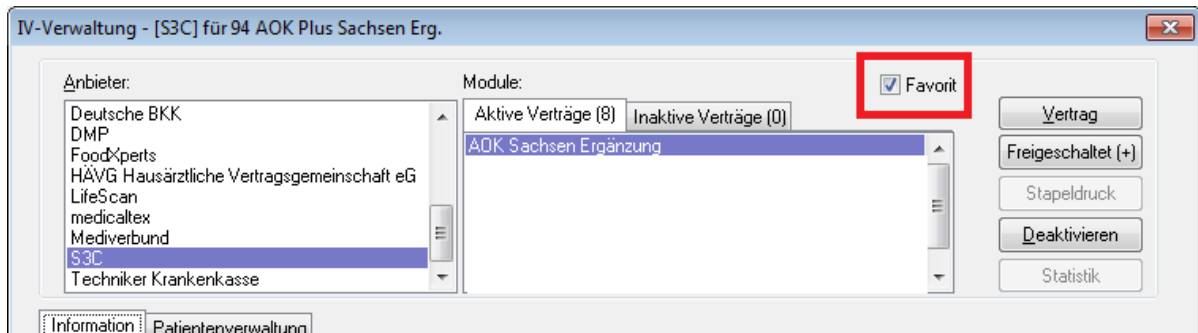 IV-Verwaltung - [S3C] für 94 AOK Plus Sachsen Erg.
Anbieter:
Deutsche BKK
DMP
FoodXperts
HÄVG Hausärztliche Vertragsgemeinschaft eG
LifeScan
medicaltex
Mediverbund
S3C
Techniker Krankenkasse
Module:
Favorit
Aktive Verträge (8) Inaktive Verträge (0)
AOK Sachsen Ergänzung
Vertrag
Freigeschaltet (+)
Stapeldruck
Deaktivieren
Statistik
Information Patientenverwaltung